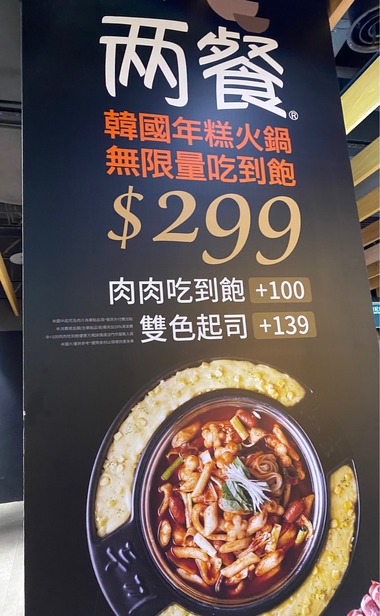 两餐®
韓國年糕火鍋
無限量吃到飽
$299
肉肉吃到飽 +100
雙色起司 +139